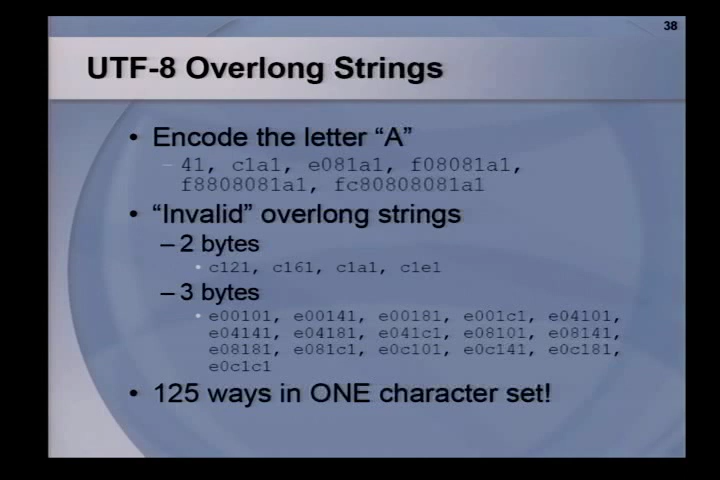 38
UTF-8 Overlong Strings
• Encode the letter “A”
– 41, c1a1, e081a1, f08081a1,
f8808081a1, fc80808081a1
• “Invalid” overlong strings
– 2 bytes
• c121, c161, c1a1, c1e1
– 3 bytes
• e00101, e00141, e00181, e001c1, e04101,
e04141, e04181, e041c1, e08101, e08141,
e08181, e081c1, e0c101, e0c141, e0c181,
e0c1c1
• 125 ways in ONE character set!